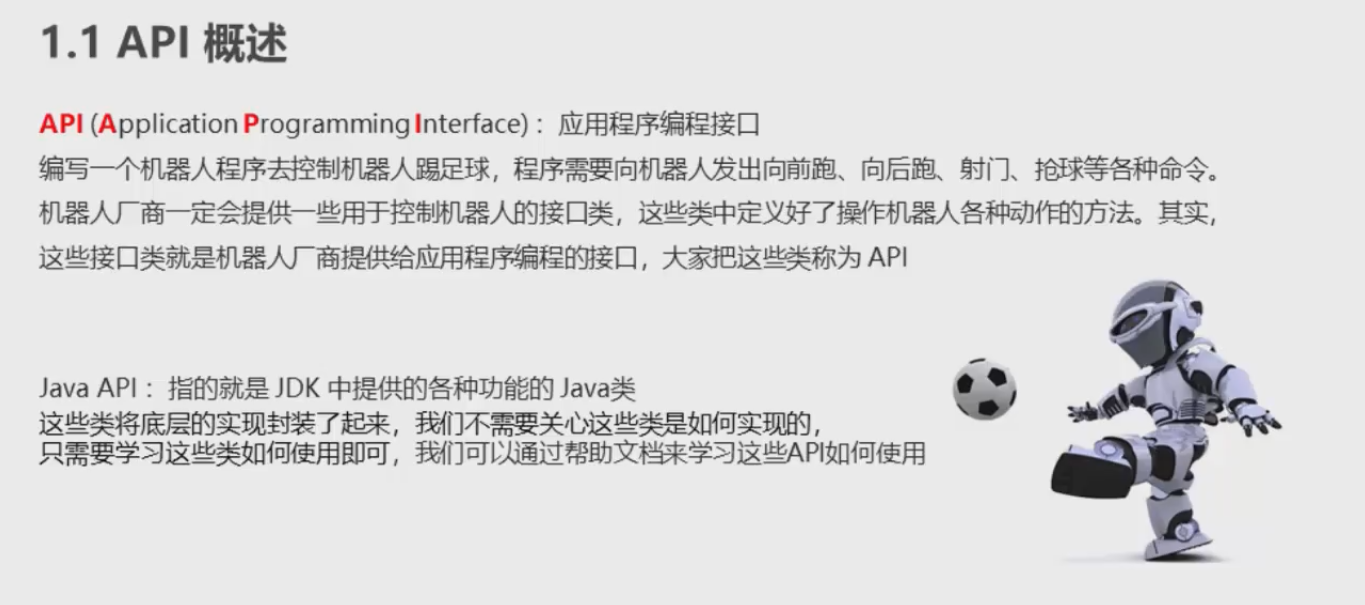 1.1 API 概述
API (Application Programming Interface) ：应用程序编程接口
编写一个机器人程序去控制机器人踢足球，程序需要向机器人发出向前跑、向后跑、射门、抢球等各种命令。
机器人厂商一定会提供一些用于控制机器人的接口类，这些类中定义好了操作机器人各种动作的方法。其实，
这些接口类就是机器人厂商提供给应用程序编程的接口，大家把这些类称为 API
Java API ：指的就是 JDK 中提供的各种功能的 Java类
这些类将底层的实现封装了起来，我们不需要关心这些类是如何实现的，
只需要学习这些类如何使用即可，我们可以通过帮助文档来学习这些API如何使用